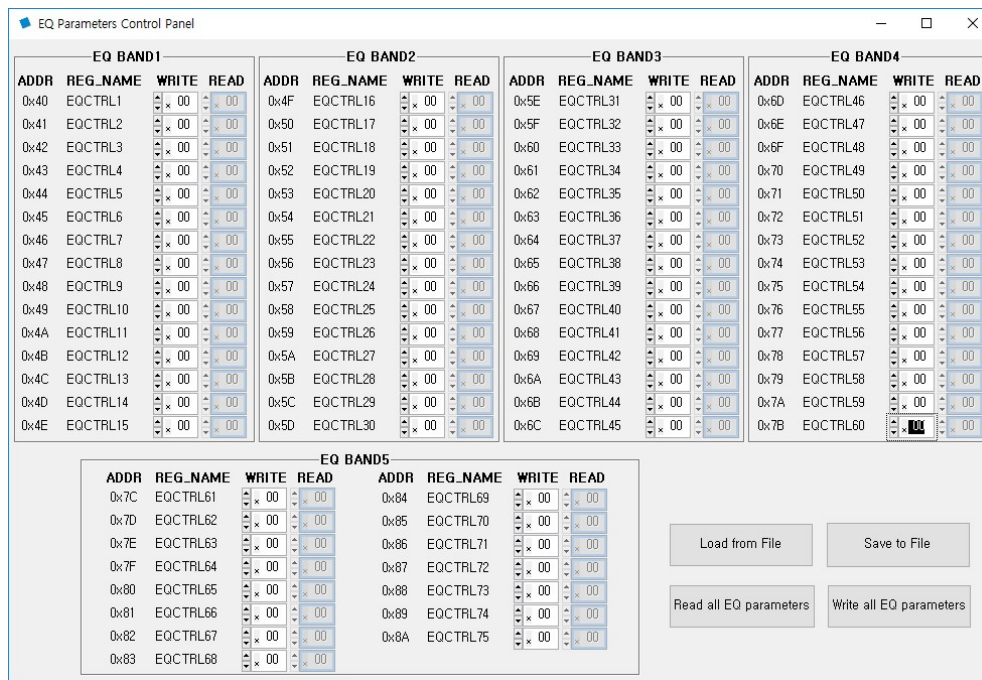 EQ Parameters Control Panel
EQ BAND1 EQ BAND2 EQ BAND3 EQ BAND4
ADDR REG_NAME WRITE READ ADDR REG_NAME WRITE READ ADDR REG_NAME WRITE READ ADDR REG_NAME WRITE READ
0x40 EQCTRL1 x 00 x 00 0x4F EQCTRL16 x 00 x 00 0x5E EQCTRL31 x 00 x 00 0x6D EQCTRL46 x 00 x 00
0x41 EQCTRL2 x 00 x 00 0x50 EQCTRL17 x 00 x 00 0x5F EQCTRL32 x 00 x 00 0x6E EQCTRL47 x 00 x 00
0x42 EQCTRL3 x 00 x 00 0x51 EQCTRL18 x 00 x 00 0x60 EQCTRL33 x 00 x 00 0x6F EQCTRL48 x 00 x 00
0x43 EQCTRL4 x 00 x 00 0x52 EQCTRL19 x 00 x 00 0x61 EQCTRL34 x 00 x 00 0x70 EQCTRL49 x 00 x 00
0x44 EQCTRL5 x 00 x 00 0x53 EQCTRL20 x 00 x 00 0x62 EQCTRL35 x 00 x 00 0x71 EQCTRL50 x 00 x 00
0x45 EQCTRL6 x 00 x 00 0x54 EQCTRL21 x 00 x 00 0x63 EQCTRL36 x 00 x 00 0x72 EQCTRL51 x 00 x 00
0x46 EQCTRL7 x 00 x 00 0x55 EQCTRL22 x 00 x 00 0x64 EQCTRL37 x 00 x 00 0x73 EQCTRL52 x 00 x 00
0x47 EQCTRL8 x 00 x 00 0x56 EQCTRL23 x 00 x 00 0x65 EQCTRL38 x 00 x 00 0x74 EQCTRL53 x 00 x 00
0x48 EQCTRL9 x 00 x 00 0x57 EQCTRL24 x 00 x 00 0x66 EQCTRL39 x 00 x 00 0x75 EQCTRL54 x 00 x 00
0x49 EQCTRL10 x 00 x 00 0x58 EQCTRL25 x 00 x 00 0x67 EQCTRL40 x 00 x 00 0x76 EQCTRL55 x 00 x 00
0x4A EQCTRL11 x 00 x 00 0x59 EQCTRL26 x 00 x 00 0x68 EQCTRL41 x 00 x 00 0x77 EQCTRL56 x 00 x 00
0x4B EQCTRL12 x 00 x 00 0x5A EQCTRL27 x 00 x 00 0x69 EQCTRL42 x 00 x 00 0x78 EQCTRL57 x 00 x 00
0x4C EQCTRL13 x 00 x 00 0x5B EQCTRL28 x 00 x 00 0x6A EQCTRL43 x 00 x 00 0x79 EQCTRL58 x 00 x 00
0x4D EQCTRL14 x 00 x 00 0x5C EQCTRL29 x 00 x 00 0x6B EQCTRL44 x 00 x 00 0x7A EQCTRL59 x 00 x 00
0x4E EQCTRL15 x 00 x 00 0x5D EQCTRL30 x 00 x 00 0x6C EQCTRL45 x 00 x 00 0x7B EQCTRL60 x 00 x 00
EQ BAND5
ADDR REG_NAME WRITE READ ADDR REG_NAME WRITE READ
0x7C EQCTRL61 x 00 x 00 0x84 EQCTRL69 x 00 x 00
0x7D EQCTRL62 x 00 x 00 0x85 EQCTRL70 x 00 x 00
0x7E EQCTRL63 x 00 x 00 0x86 EQCTRL71 x 00 x 00
0x7F EQCTRL64 x 00 x 00 0x87 EQCTRL72 x 00 x 00
0x80 EQCTRL65 x 00 x 00 0x88 EQCTRL73 x 00 x 00
0x81 EQCTRL66 x 00 x 00 0x89 EQCTRL74 x 00 x 00
0x82 EQCTRL67 x 00 x 00 0x8A EQCTRL75 x 00 x 00
0x83 EQCTRL68 x 00 x 00
Load from File Save to File
Read all EQ parameters Write all EQ parameters